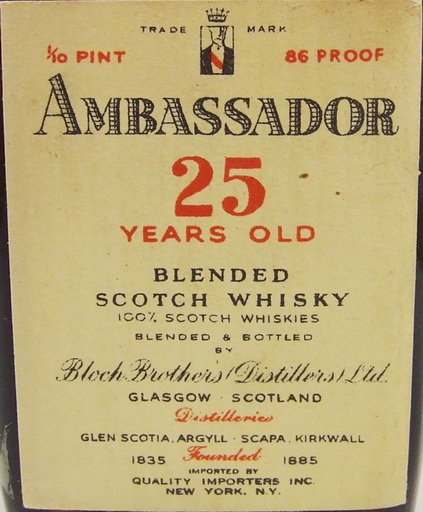 TRADE MARK
1/10 PINT 86 PROOF
AMBASSADOR
25
YEARS OLD
BLENDED
SCOTCH WHISKY
100% SCOTCH WHISKIES
BLENDED & BOTTLED
BY
Bloch Brothers (Distillers) Ltd.
GLASGOW · SCOTLAND
Distilleries
GLEN SCOTIA, ARGYLL · SCAPA, KIRKWALL
1835 Founded 1885
IMPORTED BY
QUALITY IMPORTERS INC.
NEW YORK, N.Y.